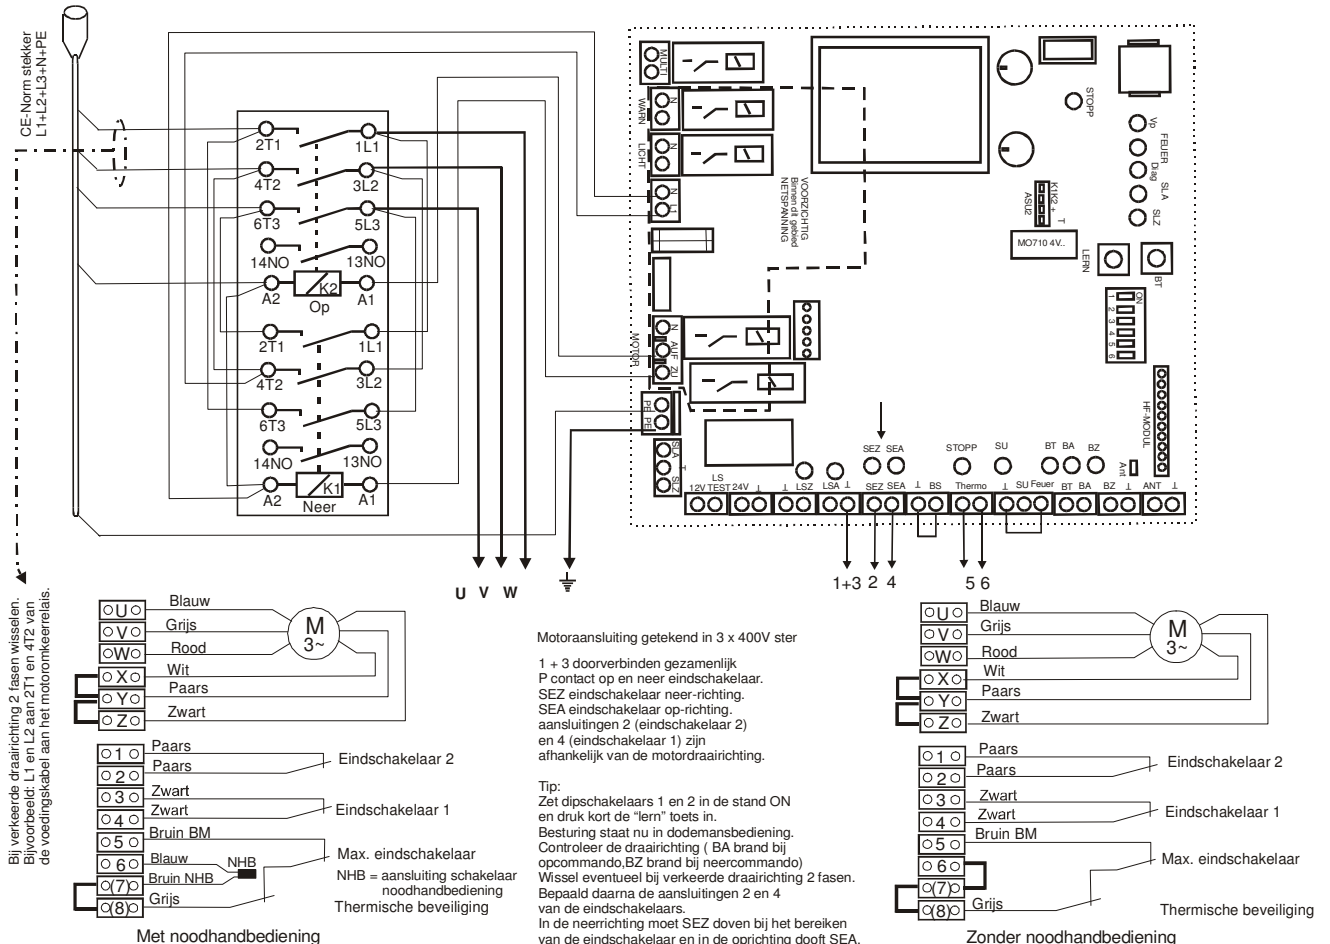 CE-Norm stekker
L1+L2+L3+N+PE
2T1
1L1
4T2
3L2
6T3
5L3
14NO
13NO
A2
K2
A1
Op
2T1
1L1
4T2
3L2
6T3
5L3
14NO
13NO
A2
K1
A1
Neer
U V W
MULTI
WARN
N
LICHT
N
N
L1
VOORZICHTIG
Binnen dit gebied
NETSPANNING
MOTOR
N
AUF
ZU
PE
PE
SLA
T
SLZ
STOPP
Vp
FEUER
Diag
SLA
SLZ
K1K2 +
ASU2
T
MO710 4V..
LERN
BT
ON
1
2
3
4
5
6
HF-MODUL
Ant
SEZ SEA
STOPP
SU
BT BA BZ
LS
12V TEST 24V ⊥
⊥ LSZ
LSA ⊥
SEZ SEA
⊥ BS
Thermo
⊥ SU Feuer
BT BA
BZ ⊥
ANT ⊥
1+3 2 4
5 6
Bij verkeerde draairichting 2 fasen wisselen.
Bijvoorbeeld: L1 en L2 aan 2T1 en 4T2 van
de voedingskabel aan het motoromkeerrelais.
U Blauw
V Grijs
W Rood
X Wit
Y Paars
Z Zwart
M
3~
1 Paars
2 Paars
Eindschakelaar 2
3 Zwart
4 Zwart
Eindschakelaar 1
5 Bruin BM
Max. eindschakelaar
6 Blauw
NHB
(7) Bruin NHB
NHB = aansluiting schakelaar
noodhandbediening
(8) Grijs
Thermische beveiliging
Met noodhandbediening
Motoraansluiting getekend in 3 x 400V ster
1 + 3 doorverbinden gezamenlijk
P contact op en neer eindschakelaar.
SEZ eindschakelaar neer-richting.
SEA eindschakelaar op-richting.
aansluitingen 2 (eindschakelaar 2)
en 4 (eindschakelaar 1) zijn
afhankelijk van de motordraairichting.
Tip:
Zet dipschakelaars 1 en 2 in de stand ON
en druk kort de “lern” toets in.
Besturing staat nu in dodemansbediening.
Controleer de draairichting ( BA brand bij
opcommando,BZ brand bij neercommando)
Wissel eventueel bij verkeerde draairichting 2 fasen.
Bepaald daarna de aansluitingen 2 en 4
van de eindschakelaars.
In de neerrichting moet SEZ doven bij het bereiken
van de eindschakelaar en in de oprichting dooft SEA.
U Blauw
V Grijs
W Rood
X Wit
Y Paars
Z Zwart
M
3~
1 Paars
2 Paars
Eindschakelaar 2
3 Zwart
4 Zwart
Eindschakelaar 1
5 Bruin BM
Max. eindschakelaar
6
(7)
(8) Grijs
Thermische beveiliging
Zonder noodhandbediening